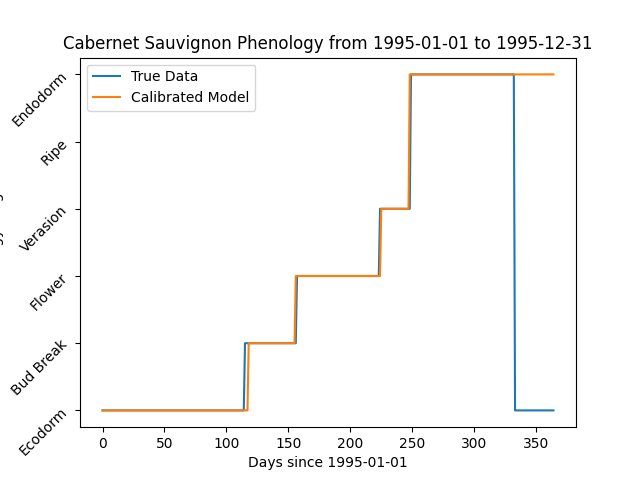 Cabernet Sauvignon Phenology from 1995-01-01 to 1995-12-31
True Data
Calibrated Model
Endodorm
Ripe
Verasion
Flower
Bud Break
Ecodorm
0 50 100 150 200 250 300 350
Days since 1995-01-01